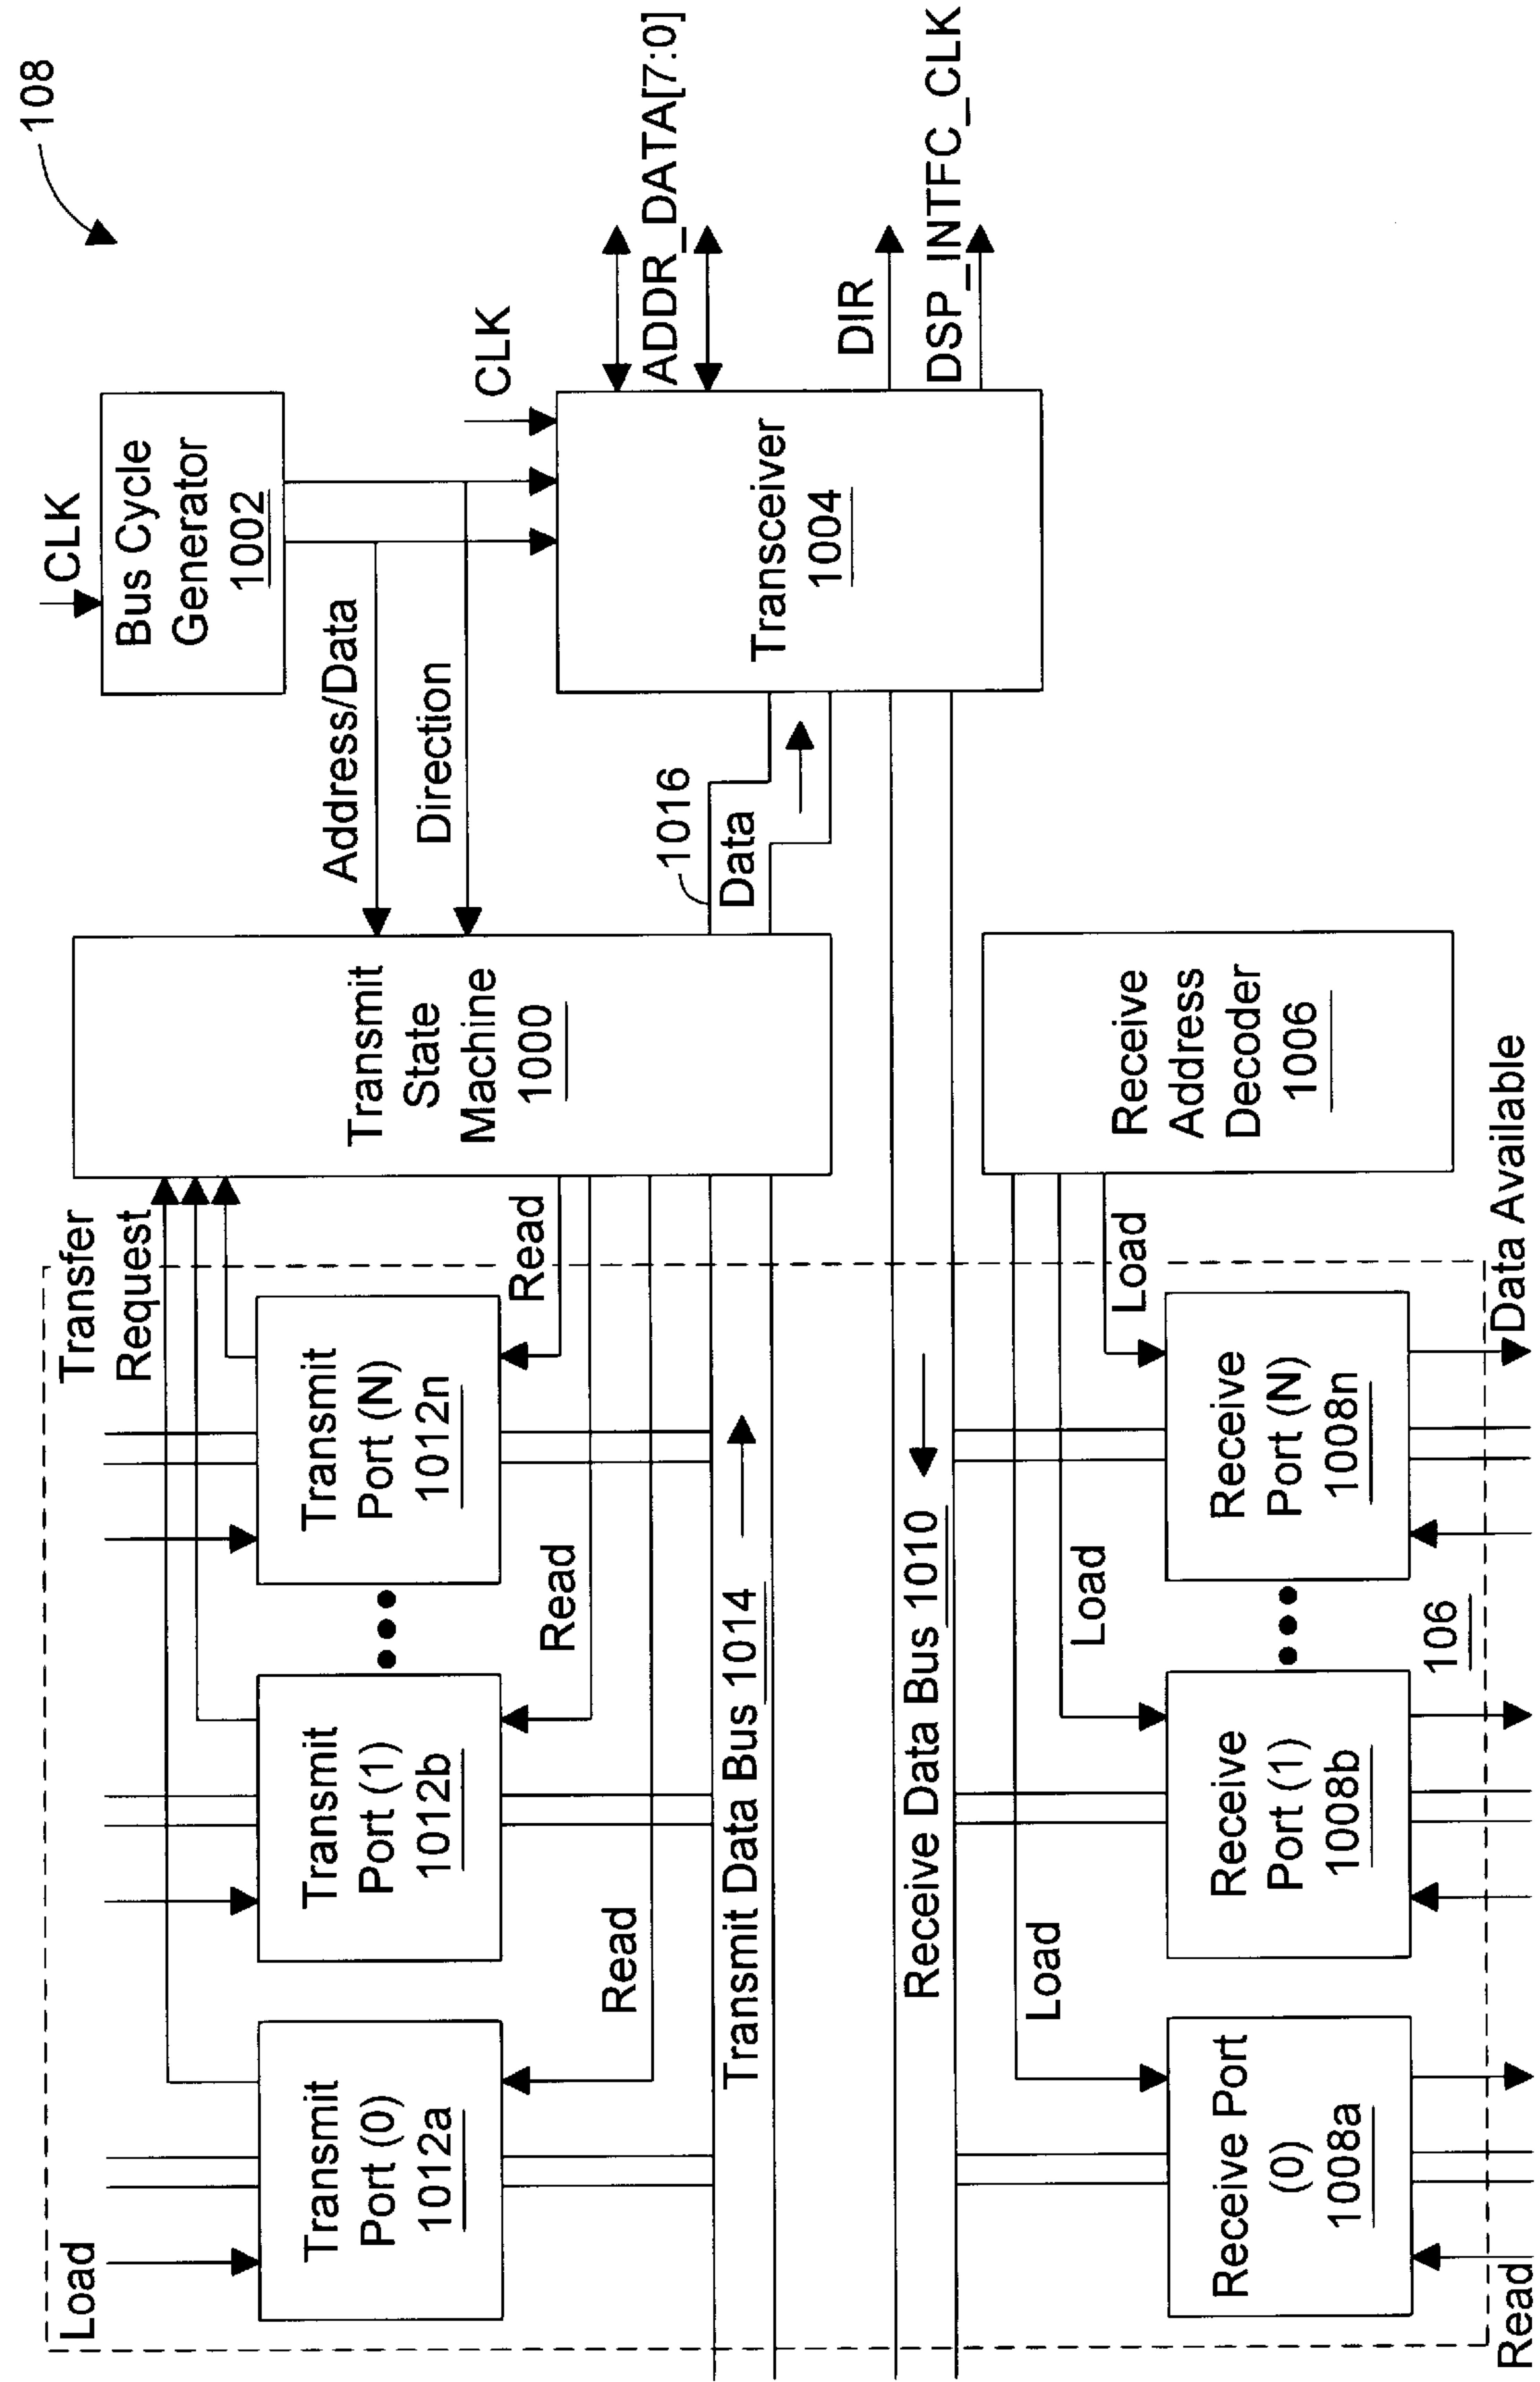 108
CLK
Bus Cycle
Generator
1002
CLK
Address/Data
Direction
ADDR_DATA[7:0]
DIR
DSP_INTFC_CLK
Transceiver
1004
1016
Data
Transmit
State
Machine
1000
Receive
Address
Decoder
1006
Transfer
Request
Read
Read
Read
Load
Transmit
Port (0)
1012a
Transmit
Port (1)
1012b
Transmit
Port (N)
1012n
Transmit Data Bus 1014
Receive Data Bus 1010
Load
Load
Load
Receive Port
(0)
1008a
Receive
Port (1)
1008b
Receive
Port (N)
1008n
106
Read
Data Available